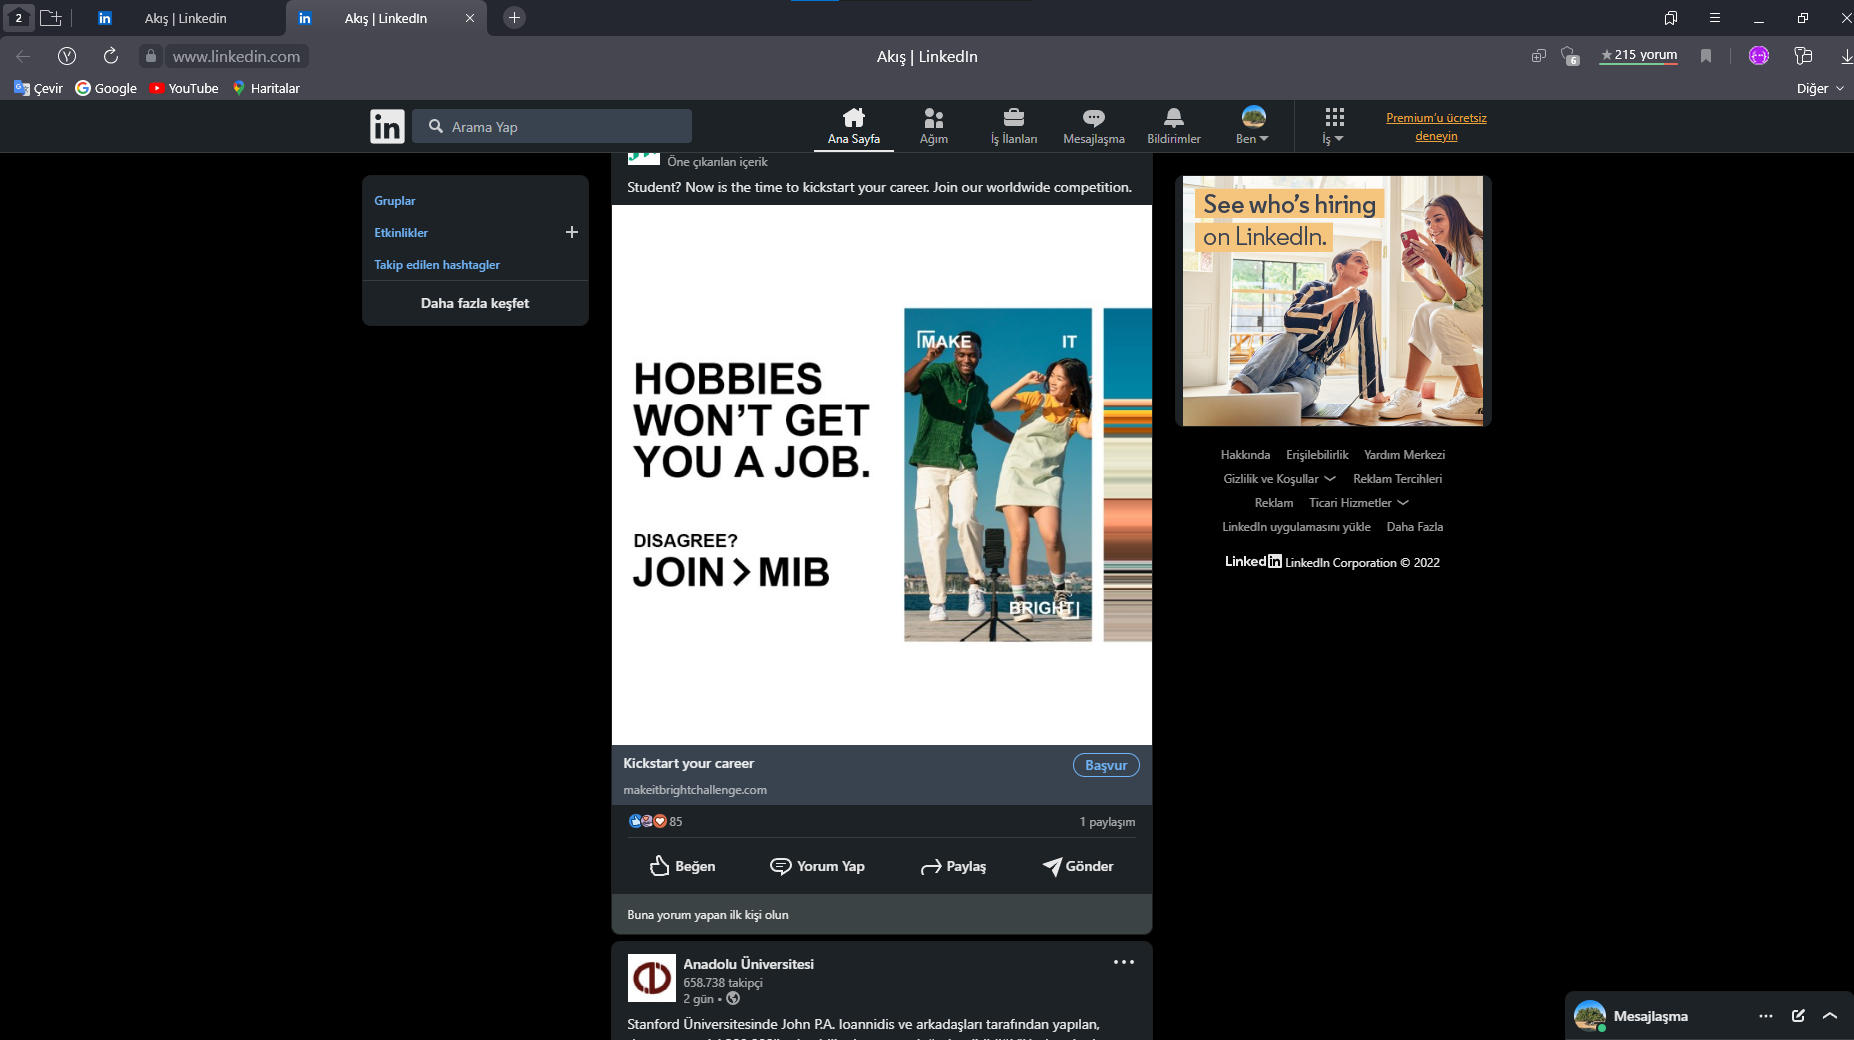 2
Akış | Linkedin
Akış | LinkedIn
www.linkedin.com
Akış | LinkedIn
6
215 yorum
Çevir
Google
YouTube
Haritalar
Diğer
in
Arama Yap
Ana Sayfa
Ağım
İş İlanları
Mesajlaşma
Bildirimler
Ben
İş
Premium'u ücretsiz
deneyin
Gruplar
Etkinlikler
Takip edilen hashtagler
Daha fazla keşfet
Öne çıkarılan içerik
Student? Now is the time to kickstart your career. Join our worldwide competition.
HOBBIES
WON'T GET
YOU A JOB.
DISAGREE?
JOIN > MIB
MAKE IT
BRIGHT
Kickstart your career
makeitbrightchallenge.com
Başvur
85
1 paylaşım
Beğen
Yorum Yap
Paylaş
Gönder
Buna yorum yapan ilk kişi olun
Anadolu Üniversitesi
658.738 takipçi
2 gün •
Stanford Üniversitesinde John P.A. Ioannidis ve arkadaşları tarafından yapılan,
See who's hiring
on LinkedIn.
Hakkında Erişilebilirlik Yardım Merkezi
Gizlilik ve Koşullar Reklam Tercihleri
Reklam Ticari Hizmetler
LinkedIn uygulamasını yükle Daha Fazla
LinkedIn LinkedIn Corporation © 2022
Mesajlaşma